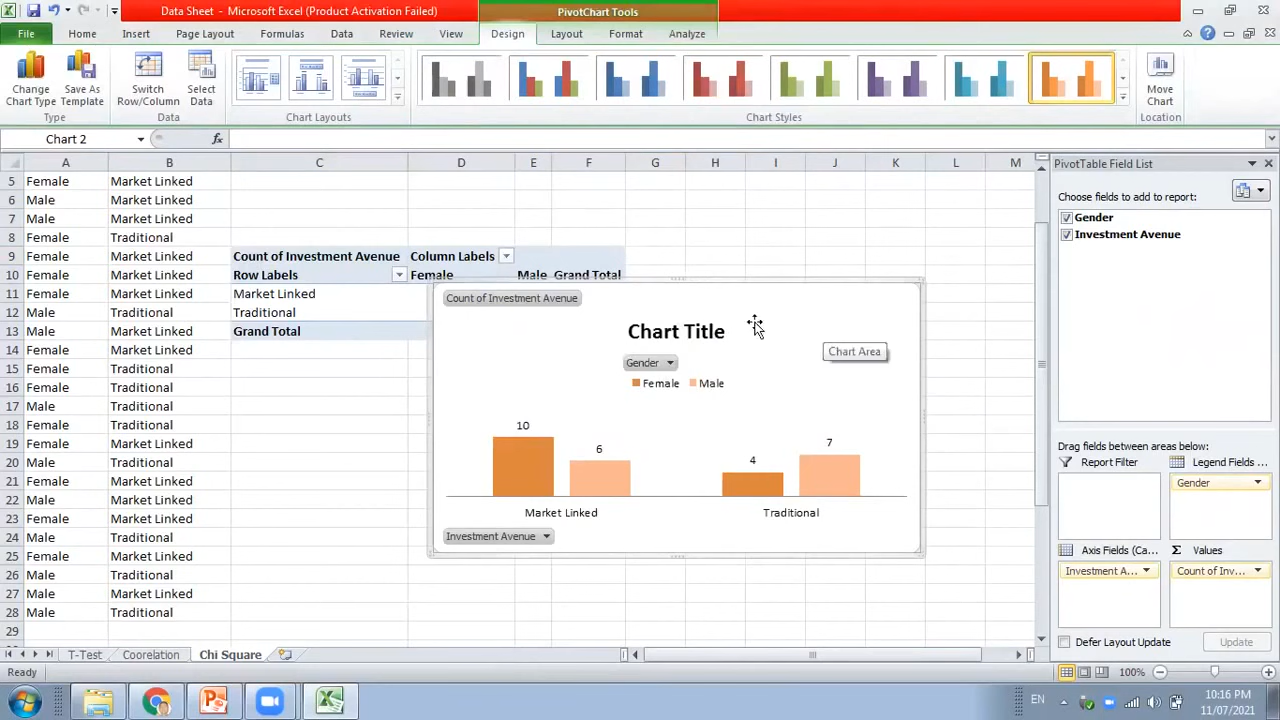 Data Sheet - Microsoft Excel (Product Activation Failed)
PivotChart Tools
File Home Insert Page Layout Formulas Data Review View Design Layout Format Analyze
Change Chart Type
Save As Template
Type
Switch Row/Column
Select Data
Data
Chart Layouts
Chart Styles
Move Chart
Location
Chart 2
fx
A B C D E F G H I J K L M
5 Female Market Linked
6 Male Market Linked
7 Male Market Linked
8 Female Traditional
9 Female Market Linked Count of Investment Avenue Column Labels
10 Female Market Linked Row Labels Female Male Grand Total
11 Female Market Linked Market Linked
12 Male Traditional Traditional
13 Male Market Linked Grand Total
14 Female Market Linked
15 Female Traditional
16 Female Traditional
17 Male Traditional
18 Female Traditional
19 Female Market Linked
20 Male Traditional
21 Female Market Linked
22 Male Market Linked
23 Female Market Linked
24 Male Traditional
25 Female Market Linked
26 Male Traditional
27 Male Market Linked
28 Male Traditional
29
Count of Investment Avenue
Chart Title
Chart Area
Gender
Female Male
10
6
4
7
Market Linked
Traditional
Investment Avenue
PivotTable Field List
Choose fields to add to report:
Gender
Investment Avenue
Drag fields between areas below:
Report Filter
Legend Fields ...
Gender
Axis Fields (Ca...
Σ Values
Investment A...
Count of Inv...
Defer Layout Update
Update
T-Test Coorelation Chi Square
Ready
100%
EN
10:16 PM
11/07/2021